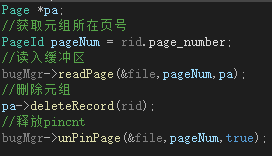 Page *pa;
//获取元组所在页号
PageId pageNum = rid.page_number;
//读入缓冲区
bugMgr->readPage(&file,pageNum,pa);
//删除元组
pa->deleteRecord(rid);
//释放pincnt
bugMgr->unPinPage(&file,pageNum,true);